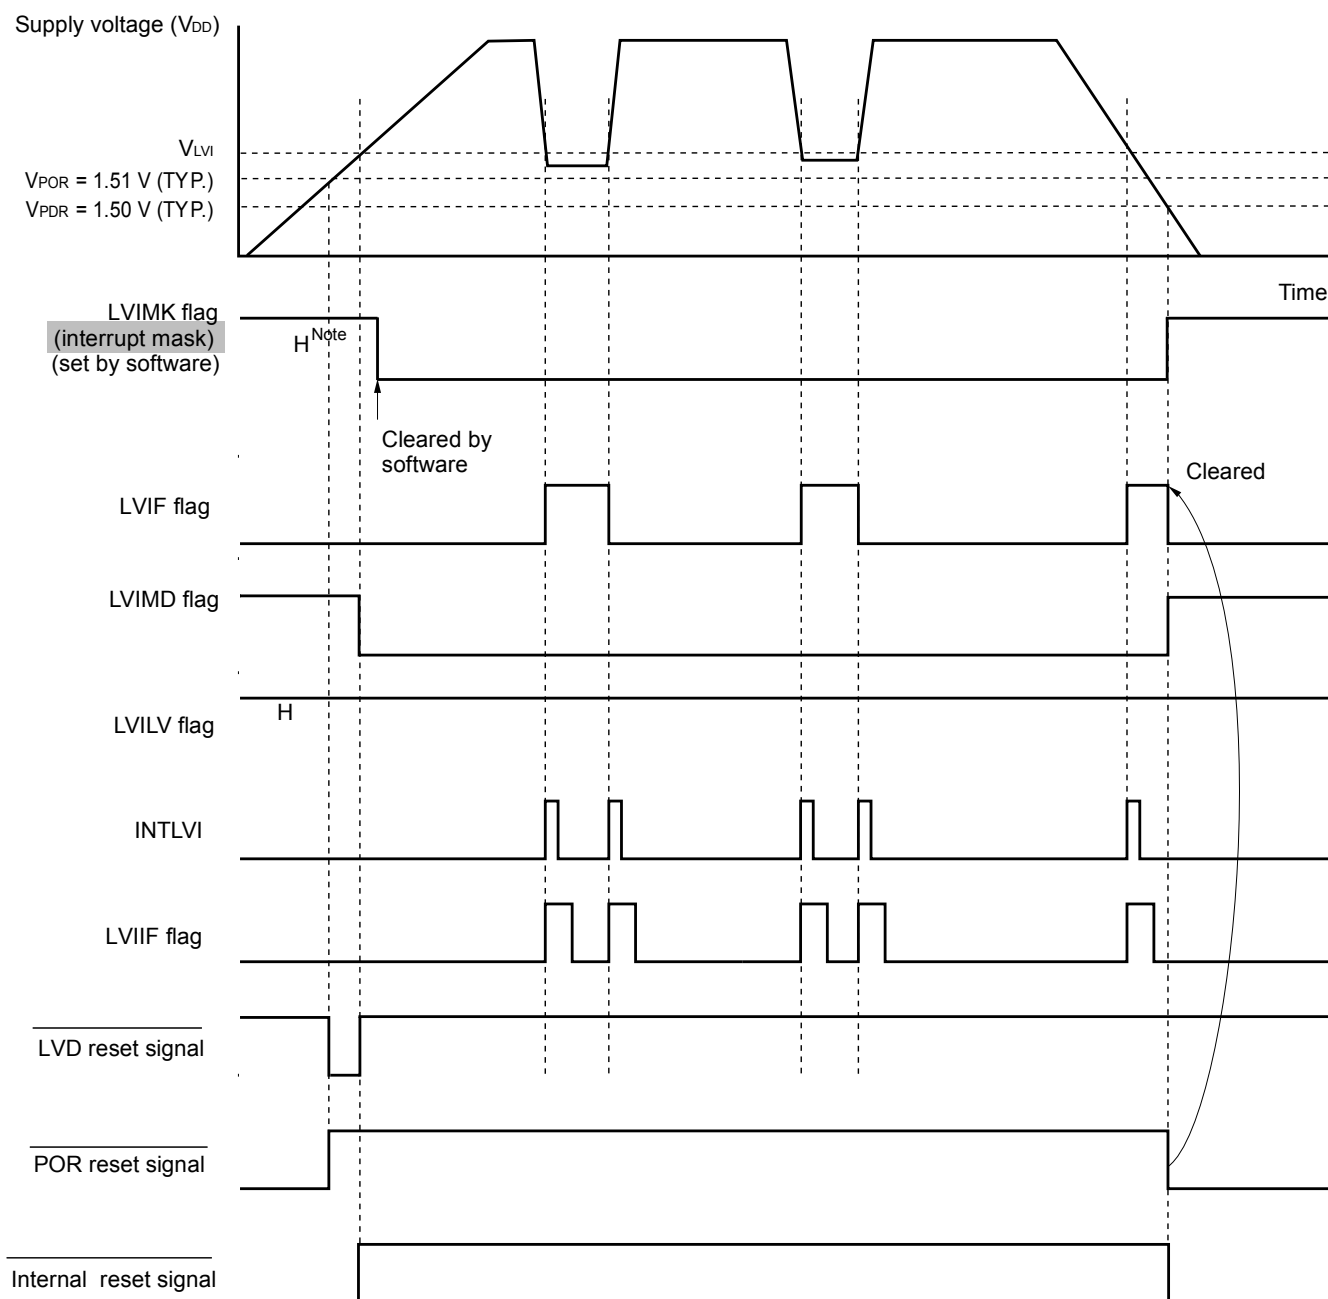 Supply voltage (VDD)
VLVI
VPOR = 1.51 V (TYP.)
VPDR = 1.50 V (TYP.)
Time
LVIMK flag
(interrupt mask)
(set by software)
H Note
Cleared by
software
Cleared
LVIF flag
LVIMD flag
H
LVILV flag
INTLVI
LVIIF flag
LVD reset signal
POR reset signal
Internal reset signal